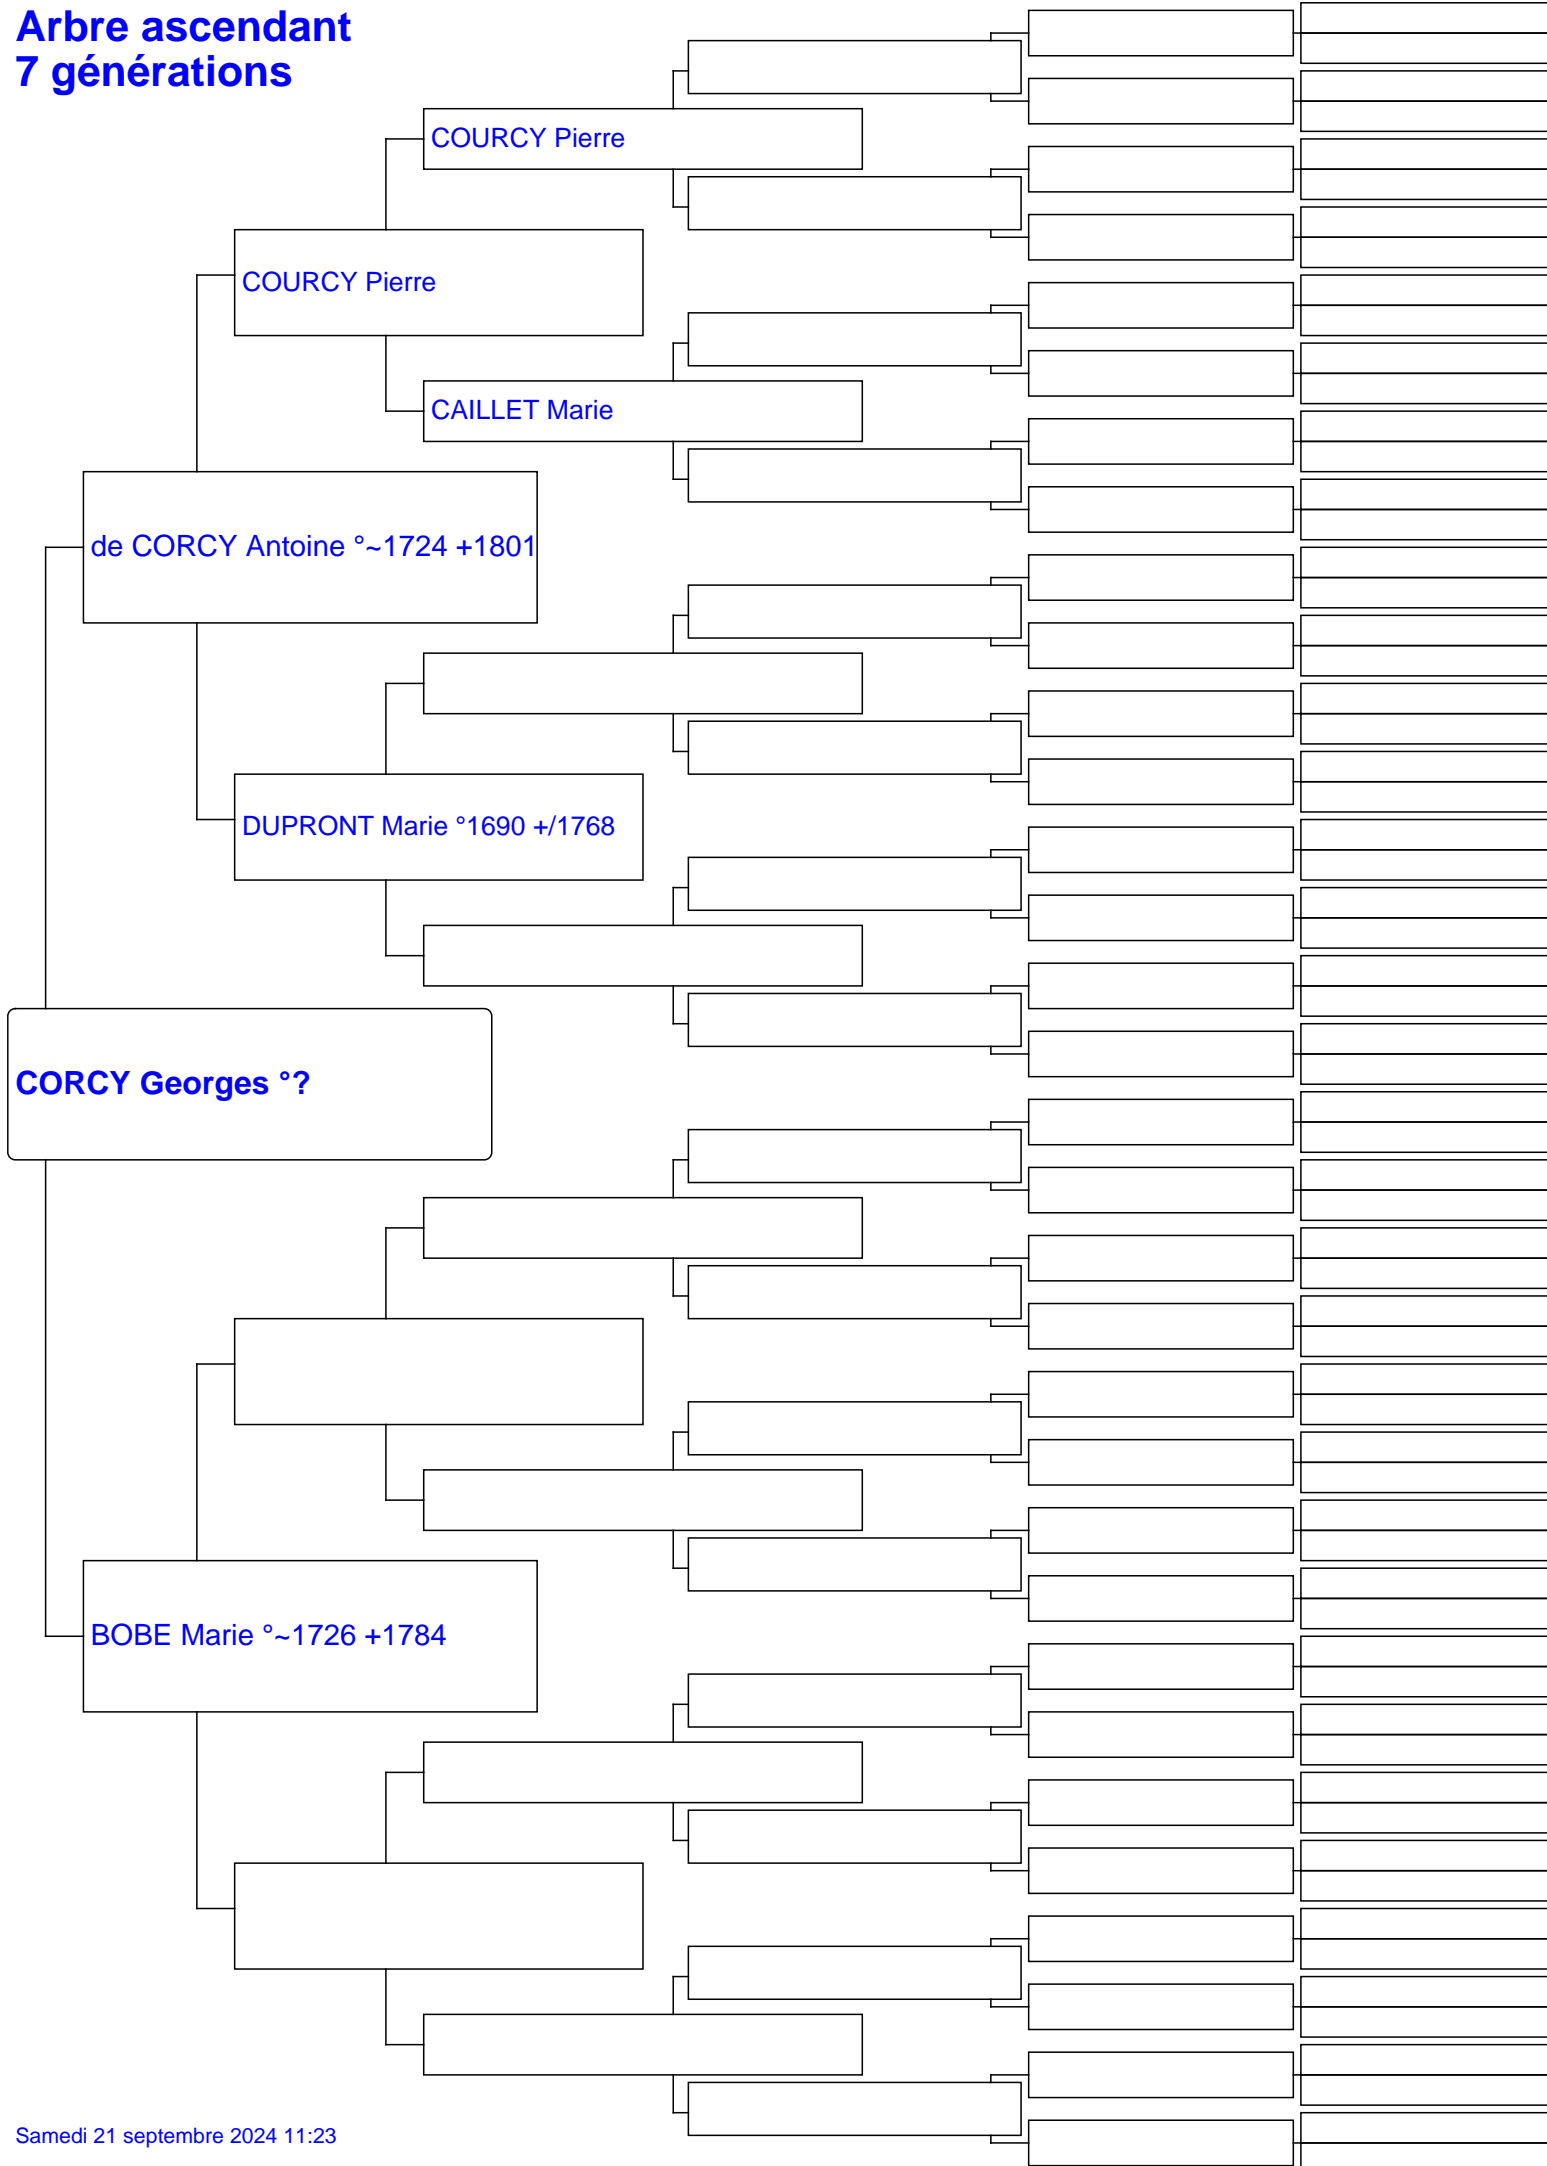 Arbre ascendant
7 générations
COURCY Pierre
COURCY Pierre
CAILLET Marie
de CORCY Antoine °~1724 +1801
DUPRONT Marie °1690 +/1768
CORCY Georges °?
BOBE Marie °~1726 +1784
Samedi 21 septembre 2024 11:23